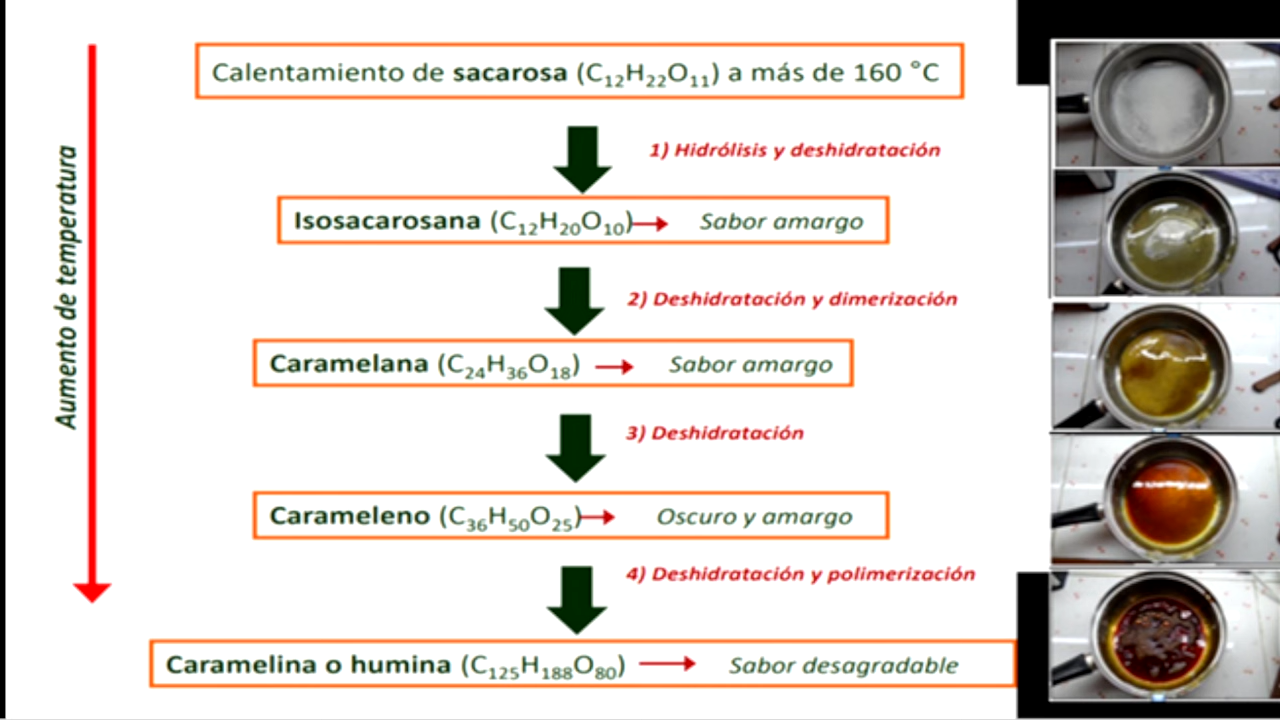 Calentamiento de sacarosa (C₁₂H₂₂O₁₁) a más de 160 °C
1) Hidrólisis y deshidratación
Isosacarosana (C₁₂H₂₀O₁₀) → Sabor amargo
2) Deshidratación y dimerización
Caramelana (C₂₄H₃₆O₁₈) → Sabor amargo
3) Deshidratación
Carameleno (C₃₆H₅₀O₂₅) → Oscuro y amargo
4) Deshidratación y polimerización
Caramelina o humina (C₁₂₅H₁₈₈O₈₀) → Sabor desagradable
Aumento de temperatura